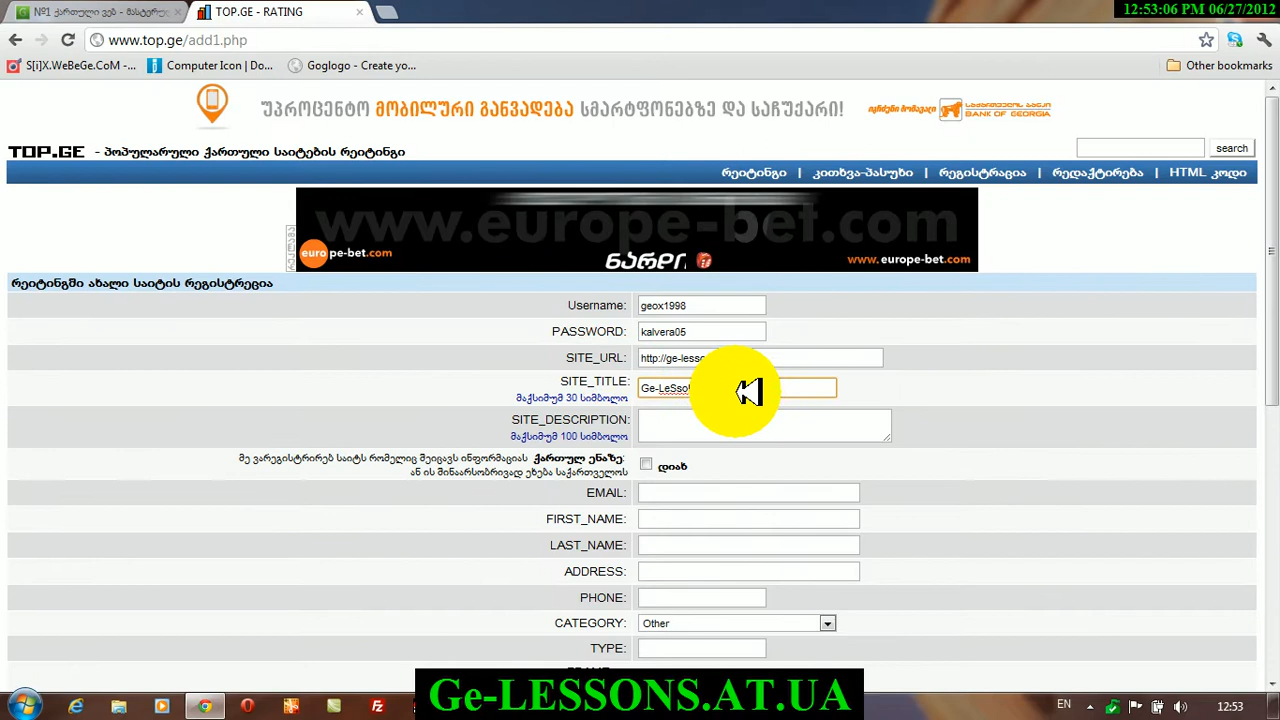 12:53:06 PM 06/27/2012
№1 ქართული ვებ - მასტერულ
TOP.GE - RATING
www.top.ge/add1.php
S[i]X.WeBeGe.CoM -...
Computer Icon | Do...
Goglogo - Create yo...
Other bookmarks
უპროცენტო მობილური განვადება სმარტფონებზე და საჩუქარი!
BANK OF GEORGIA
TOP.GE - პოპულარული ქართული საიტების რეიტინგი
search
რეიტინგი | კითხვა-პასუხი | რეგისტრაცია | რედაქტირება | HTML კოდი
www.europe-bet.com
რეკლამა
europe-bet.com
ნარდი
www.europe-bet.com
რეიტინგში ახალი საიტის რეგისტრეცია
Username: geox1998
PASSWORD: kalvera05
SITE_URL: http://ge-less
SITE_TITLE: Ge-LeSso
მაქსიმუმ 30 სიმბოლო
SITE_DESCRIPTION:
მაქსიმუმ 100 სიმბოლო
მე ვარეგისტრირებ საიტს რომელიც შეიცავს ინფორმაციას ქართულ ენაზე:
ან ის შინაარსობრივად ეხება საქართველოს
დიახ
EMAIL:
FIRST_NAME:
LAST_NAME:
ADDRESS:
PHONE:
CATEGORY: Other
TYPE:
Ge-LESSONS.AT.UA
EN
12:53